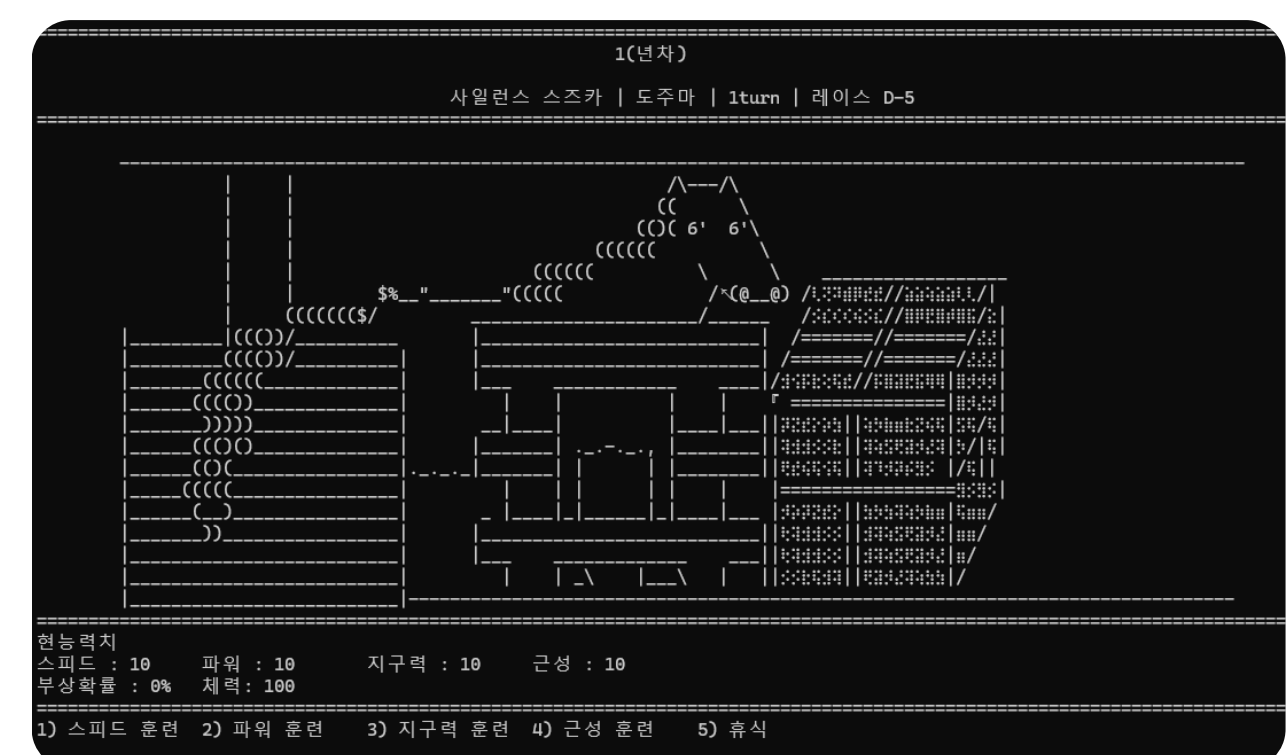 1(년차)
사일런스 스즈카 | 도주마 | 1turn | 레이스 D-5
현능력치
스피드 : 10 파워 : 10 지구력 : 10 근성 : 10
부상확률 : 0% 체력: 100
1) 스피드 훈련 2) 파워 훈련 3) 지구력 훈련 4) 근성 훈련 5) 휴식